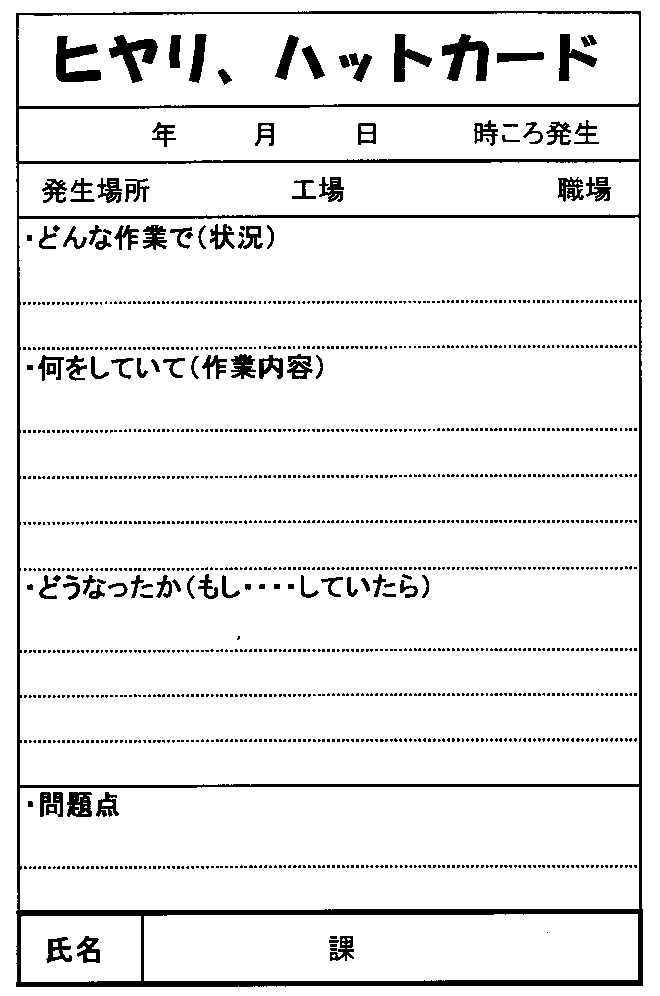 ヒヤリ、ハットカード
年 月 日 時ころ発生
発生場所 工場 職場
・どんな作業で(状況)
・何をしていて(作業内容)
・どうなったか(もし・・・・していたら)
・問題点
氏名 課